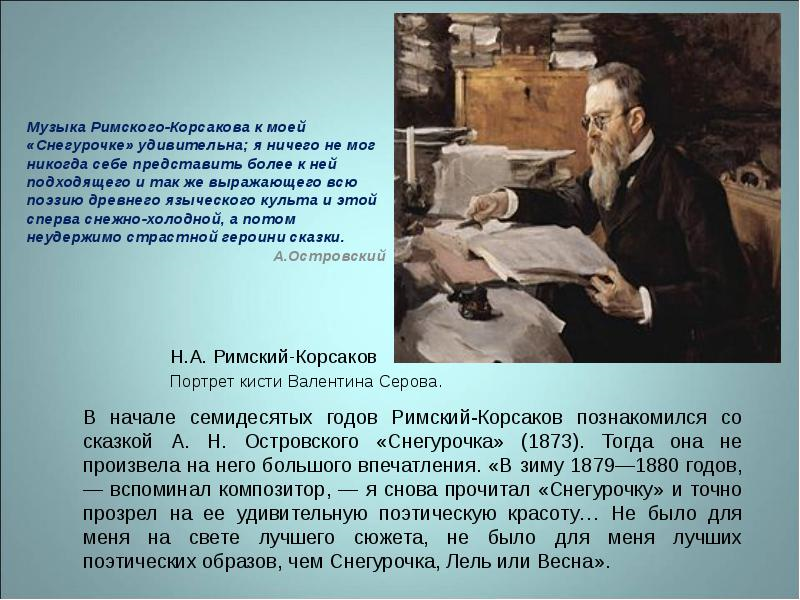 Музыка Римского-Корсакова к моей
«Снегурочке» удивительна; я ничего не мог
никогда себе представить более к ней
подходящего и так же выражающего всю
поэзию древнего языческого культа и этой
сперва снежно-холодной, а потом
неудержимо страстной героини сказки.
А.Островский
Н.А. Римский-Корсаков
Портрет кисти Валентина Серова.
В начале семидесятых годов Римский-Корсаков познакомился со
сказкой А. Н. Островского «Снегурочка» (1873). Тогда она не
произвела на него большого впечатления. «В зиму 1879—1880 годов,
— вспоминал композитор, — я снова прочитал «Снегурочку» и точно
прозрел на ее удивительную поэтическую красоту… Не было для
меня на свете лучшего сюжета, не было для меня лучших
поэтических образов, чем Снегурочка, Лель или Весна».